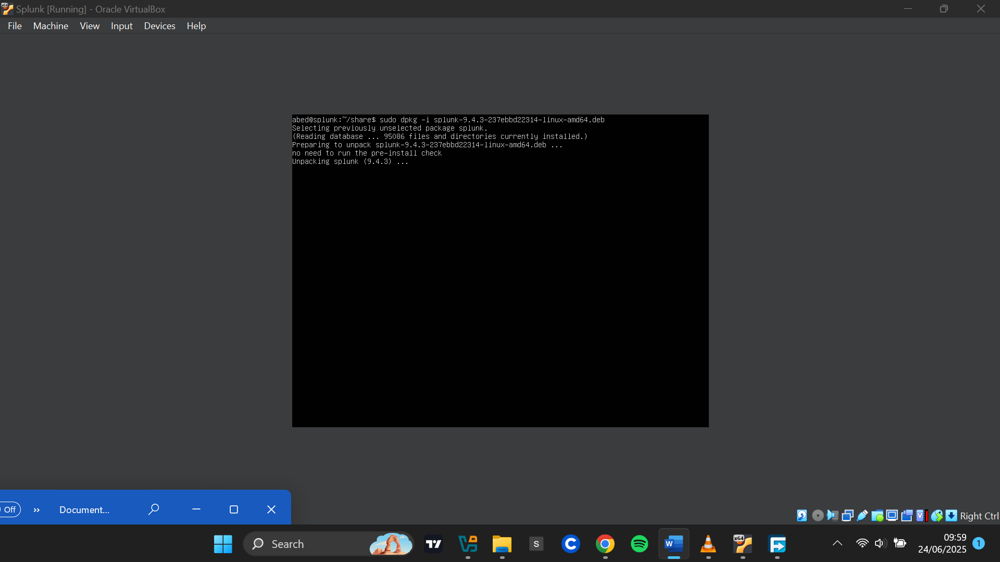 Splunk [Running] - Oracle VirtualBox
File Machine View Input Devices Help
abed@splunk:~/share$ sudo dpkg -i splunk-9.4.3-237ebbd22314-linux-amd64.deb
Selecting previously unselected package splunk.
(Reading database ... 95086 files and directories currently installed.)
Preparing to unpack splunk-9.4.3-237ebbd22314-linux-amd64.deb ...
no need to run the pre-install check
Unpacking splunk (9.4.3) ...
Off » Document...
Right Ctrl
Search
S
W
x64
09:59
24/06/2025
1